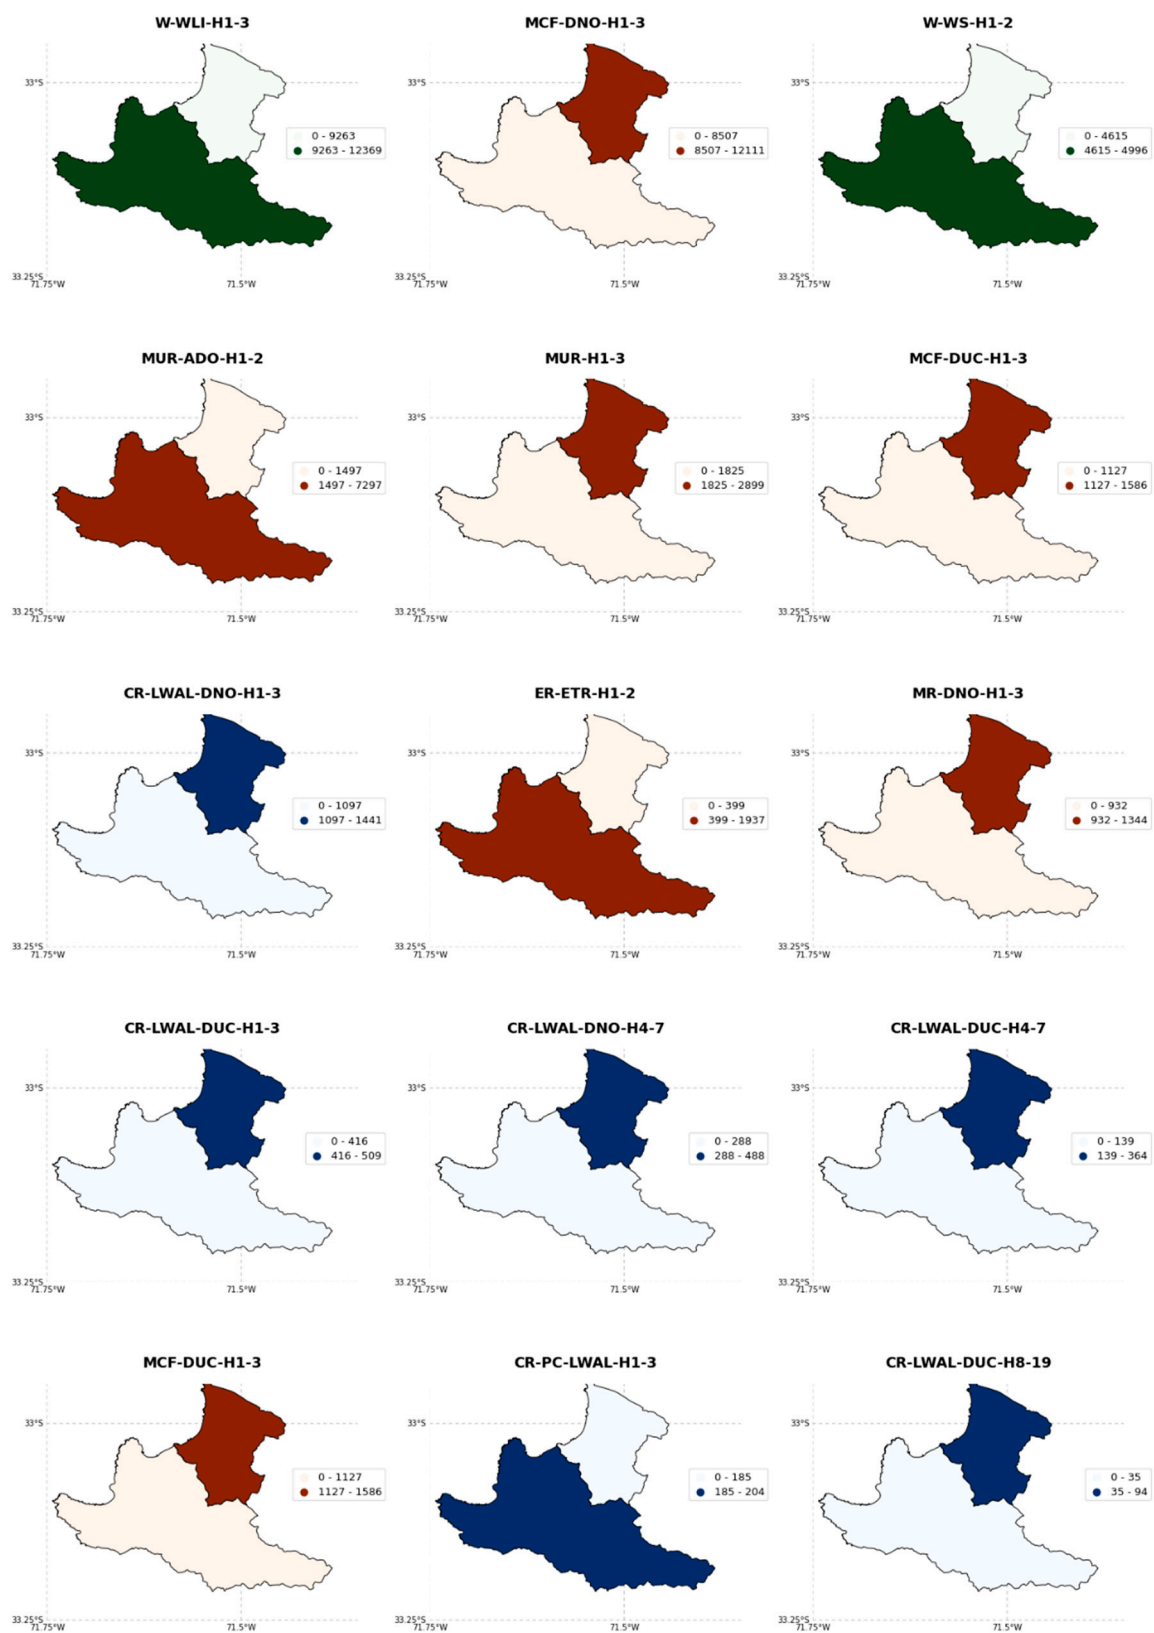 W-WLI-H1-3
MCF-DNO-H1-3
W-WS-H1-2
33°S
0 - 9263
9263 - 12369
0 - 8507
8507 - 12111
0 - 4615
4615 - 4996
33.25°S
71.75°W
71.5°W
33.25°S
71.75°W
71.5°W
33.25°S
71.75°W
71.5°W
MUR-ADO-H1-2
MUR-H1-3
MCF-DUC-H1-3
33°S
0 - 1497
1497 - 7297
0 - 1825
1825 - 2899
0 - 1127
1127 - 1586
33.25°S
71.75°W
71.5°W
33.25°S
71.75°W
71.5°W
33.25°S
71.75°W
71.5°W
CR-LWAL-DNO-H1-3
ER-ETR-H1-2
MR-DNO-H1-3
33°S
0 - 1097
1097 - 1441
0 - 399
399 - 1937
0 - 932
932 - 1344
33.25°S
71.75°W
71.5°W
33.25°S
71.75°W
71.5°W
33.25°S
71.75°W
71.5°W
CR-LWAL-DUC-H1-3
CR-LWAL-DNO-H4-7
CR-LWAL-DUC-H4-7
33°S
0 - 416
416 - 509
0 - 288
288 - 488
0 - 139
139 - 364
33.25°S
71.75°W
71.5°W
33.25°S
71.75°W
71.5°W
33.25°S
71.75°W
71.5°W
MCF-DUC-H1-3
CR-PC-LWAL-H1-3
CR-LWAL-DUC-H8-19
33°S
0 - 1127
1127 - 1586
0 - 185
185 - 204
0 - 35
35 - 94
33.25°S
71.75°W
71.5°W
33.25°S
71.75°W
71.5°W
33.25°S
71.75°W
71.5°W